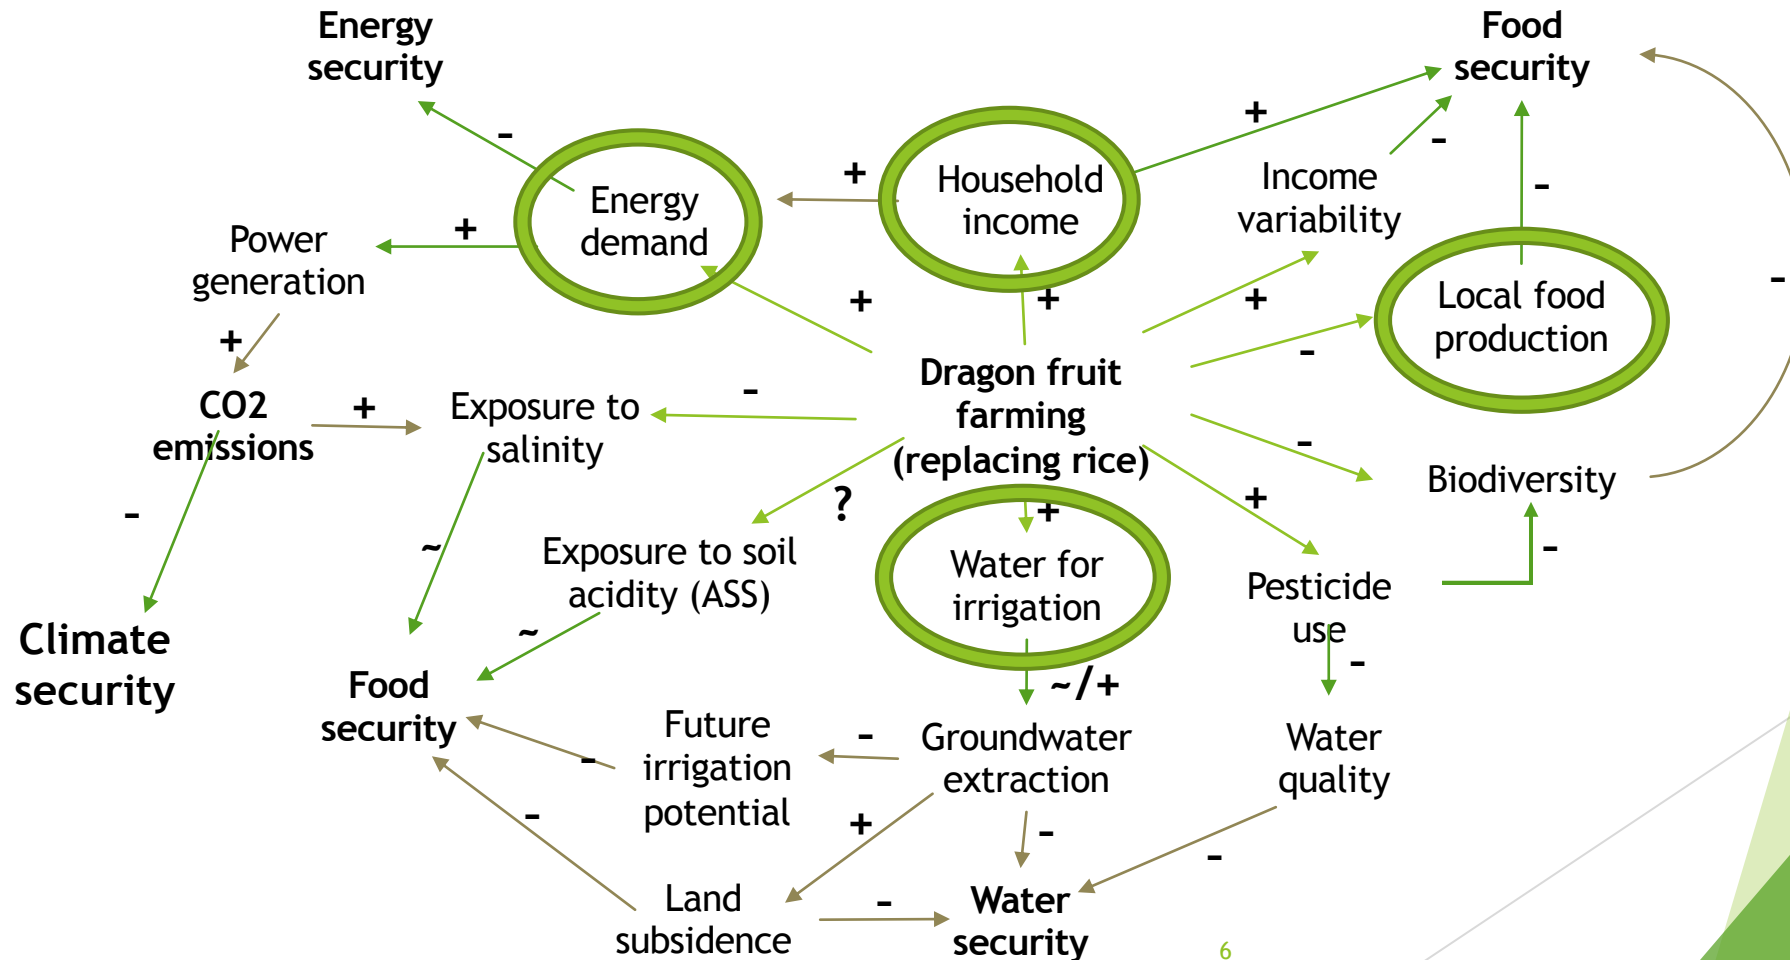 Energy
security
Food
security
-
+
+
-
Household
income
Income
variability
Energy
demand
-
+
Power
generation
+
+
+
Local food
production
-
+
-
Dragon fruit
farming
(replacing rice)
CO2
emissions
+
Exposure to
salinity
-
-
Biodiversity
-
?
+
+
~
Exposure to soil
acidity (ASS)
Water for
irrigation
Pesticide
use
-
~
-
Climate
security
Food
security
~/+
Future
irrigation
potential
-
-
Groundwater
extraction
Water
quality
-
+
-
-
Land
subsidence
-
Water
security
6